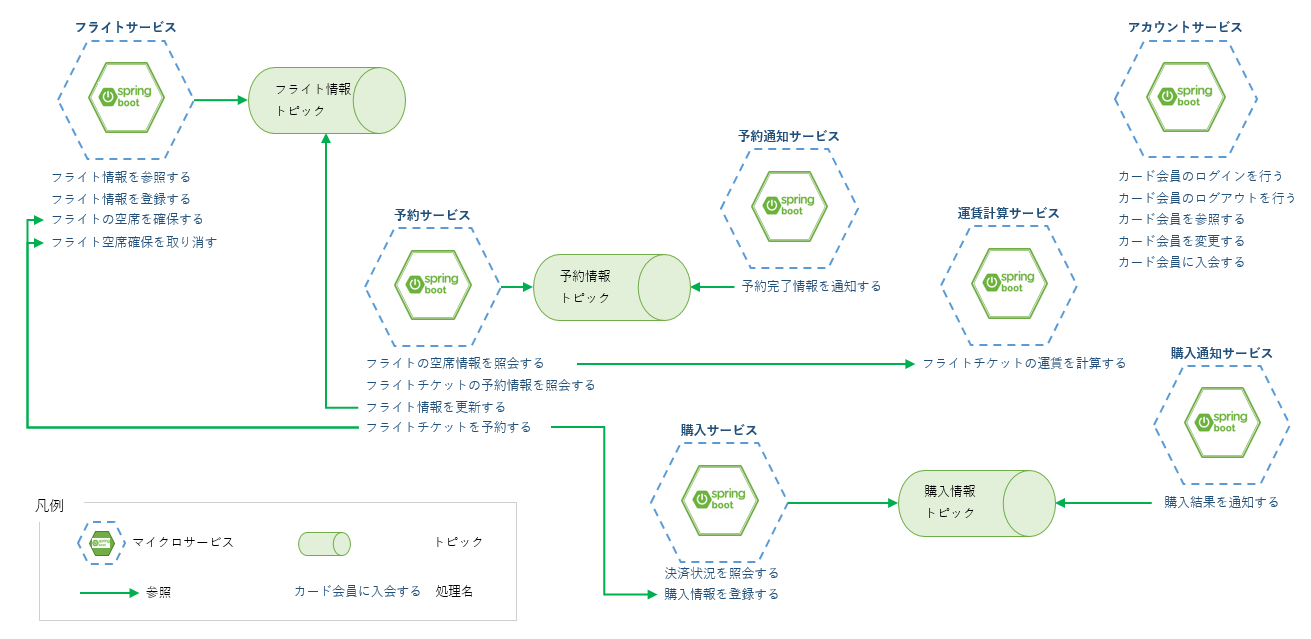 フライトサービス
spring
boot
フライト情報を参照する
フライト情報を登録する
フライトの空席を確保する
フライト空席確保を取り消す
フライト情報
トピック
予約サービス
spring
boot
フライトの空席情報を照会する
フライトチケットの予約情報を照会する
フライト情報を更新する
フライトチケットを予約する
予約情報
トピック
予約通知サービス
spring
boot
予約完了情報を通知する
運賃計算サービス
spring
boot
フライトチケットの運賃を計算する
アカウントサービス
spring
boot
カード会員のログインを行う
カード会員のログアウトを行う
カード会員を参照する
カード会員を変更する
カード会員に入会する
購入サービス
spring
boot
決済状況を照会する
購入情報を登録する
購入情報
トピック
購入通知サービス
spring
boot
購入結果を通知する
凡例
マイクロサービス
トピック
参照
カード会員に入会する
処理名